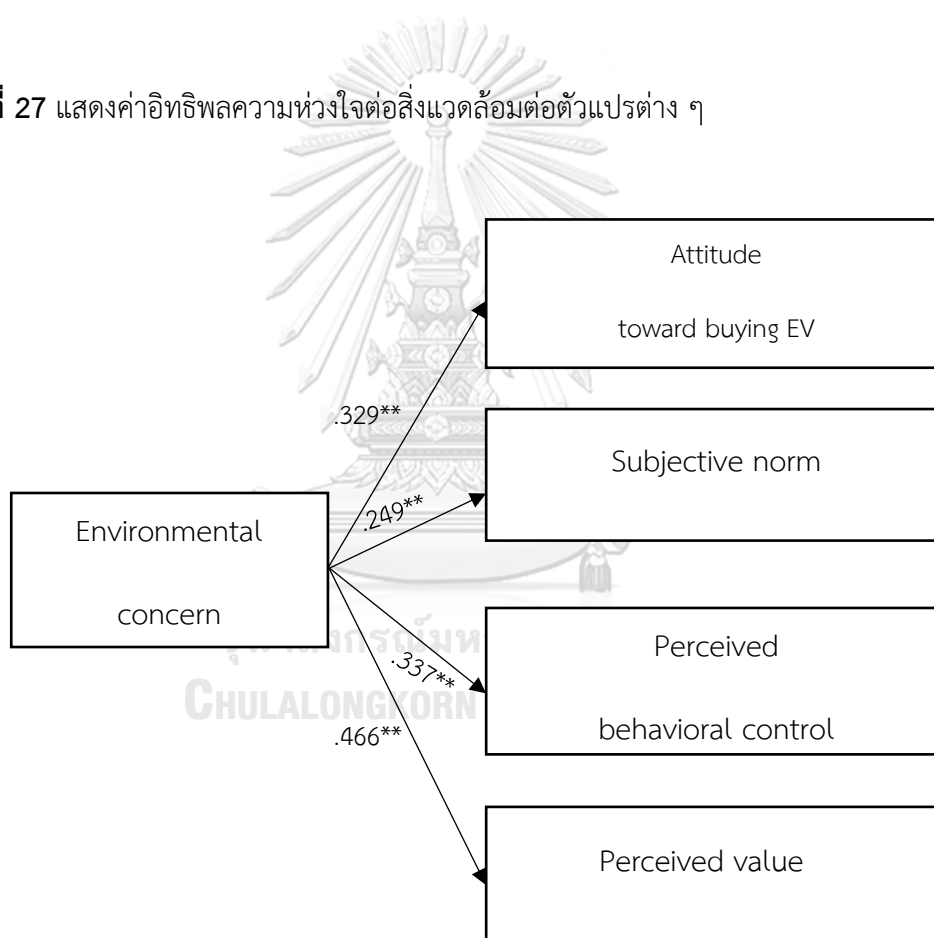 27 แสดงค่าอิทธิพลความห่วงใจต่อสิ่งแวดล้อมต่อตัวแปรต่าง ๆ
Attitude
toward buying EV
.329**
Subjective norm
.249**
Environmental
concern
Perceived
behavioral control
.337**
CHULALONGKORN
.466**
Perceived value